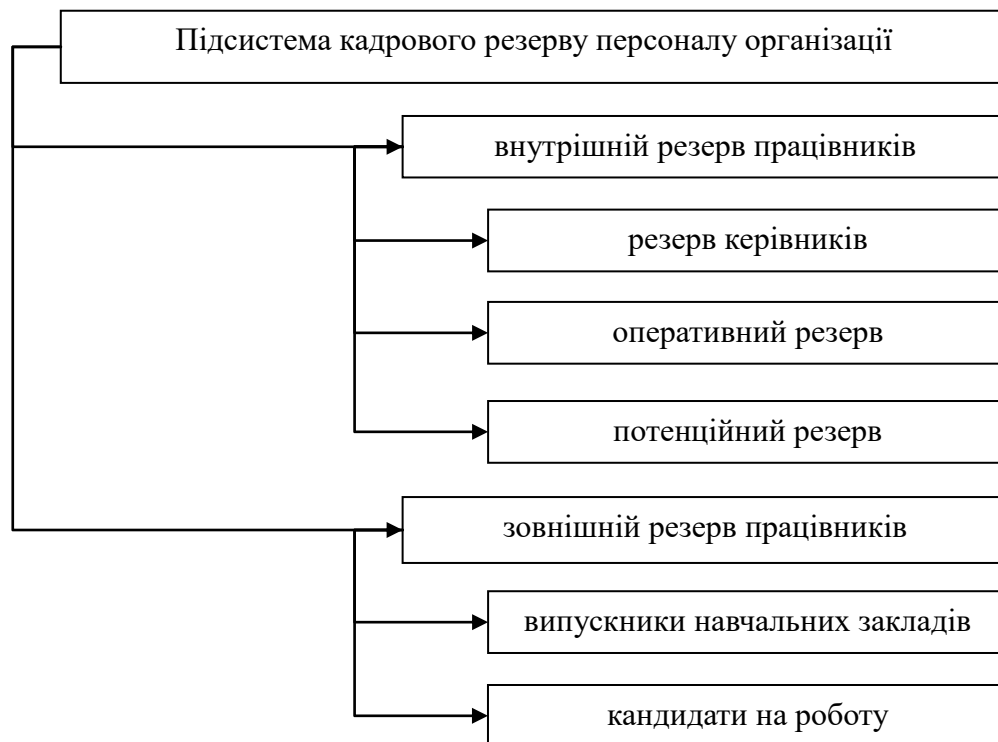 Підсистема кадрового резерву персоналу організації
внутрішній резерв працівників
резерв керівників
оперативний резерв
потенційний резерв
зовнішній резерв працівників
випускники навчальних закладів
кандидати на роботу